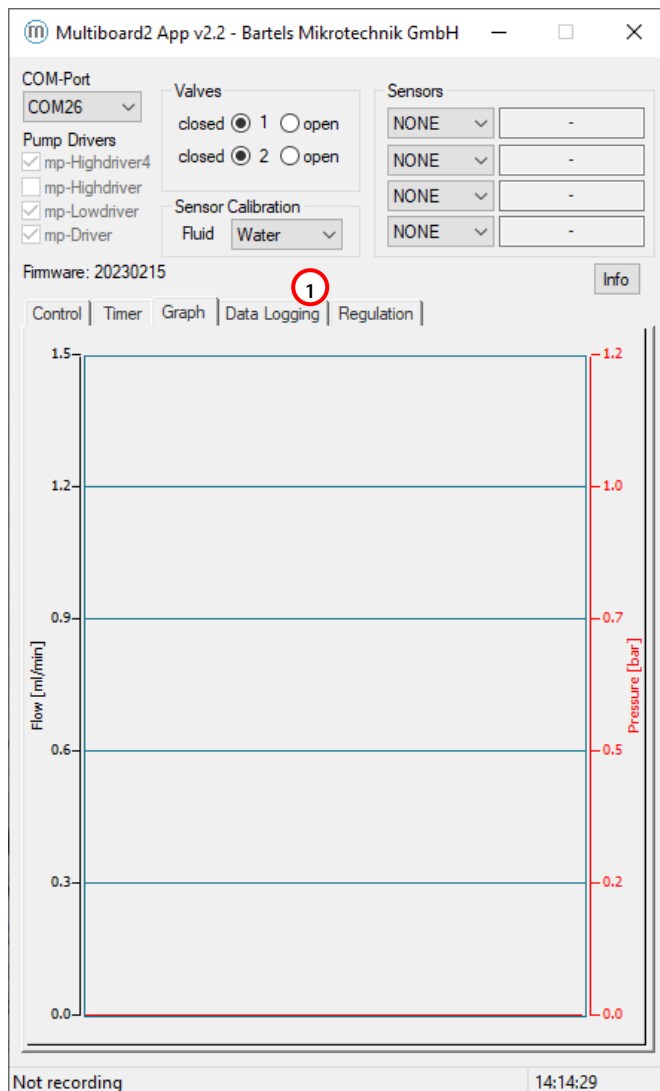 Multiboard2 App v2.2 - Bartels Mikrotechnik GmbH
COM-Port
COM26
Pump Drivers
mp-Highdriver4
mp-Highdriver
mp-Lowdriver
mp-Driver
Valves
closed 1 open
closed 2 open
Sensor Calibration
Fluid Water
Sensors
NONE -
NONE -
NONE -
NONE -
Firmware: 20230215
Info
1
Control Timer Graph Data Logging Regulation
1.5 1.2
1.2 1.0
0.9 0.7
Flow [ml/min] Pressure [bar]
0.6 0.5
0.3 0.2
0.0 0.0
Not recording 14:14:29